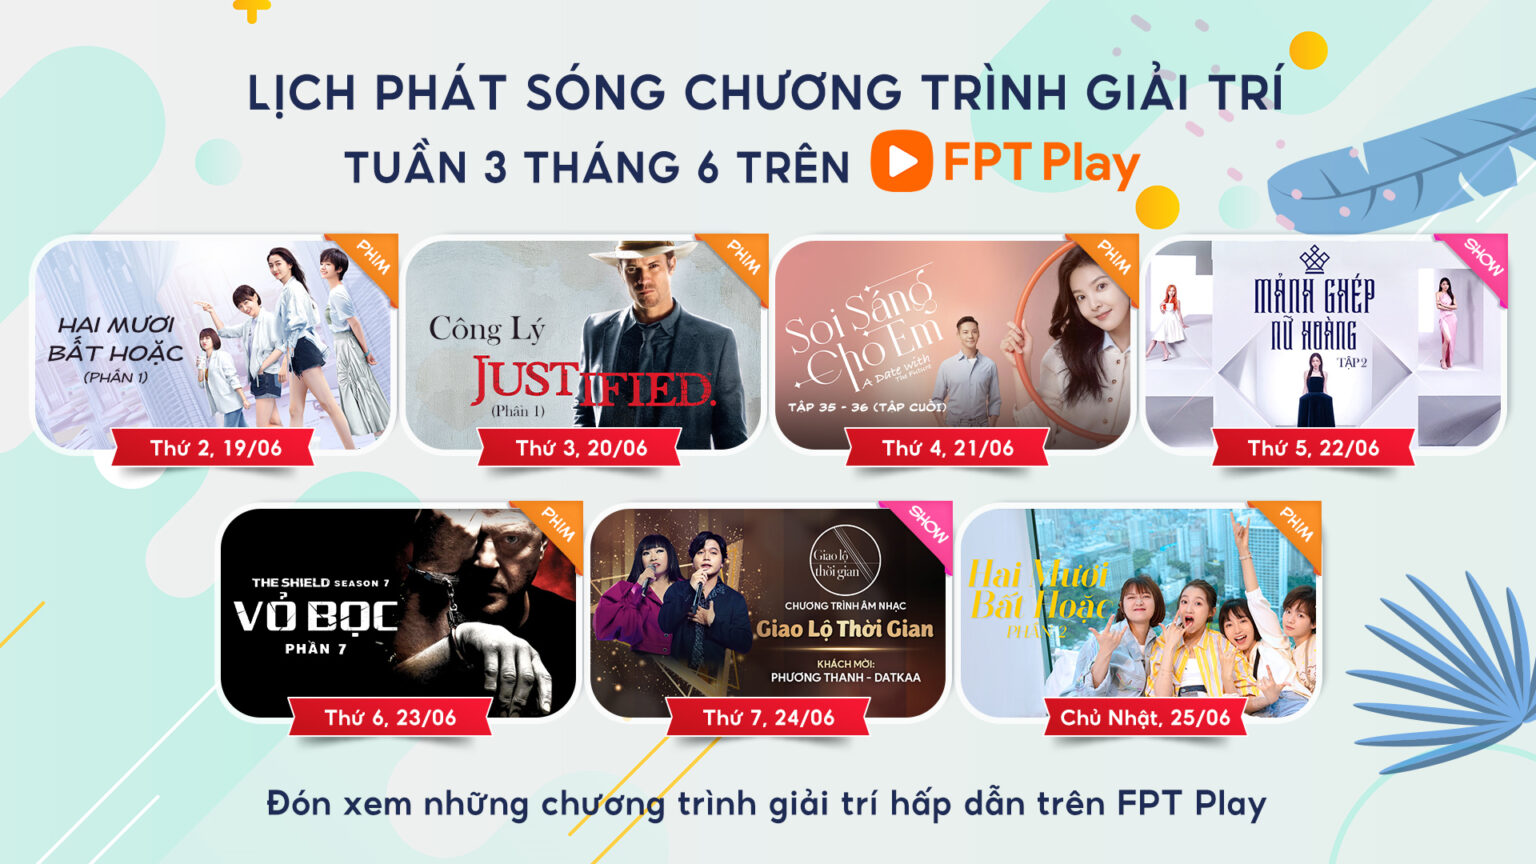 LỊCH PHÁT SÓNG CHƯƠNG TRÌNH GIẢI TRÍ
TUẦN 3 THÁNG 6 TRÊN FPT Play
PHIM
HAI MƯƠI
BẤT HOẶC
(PHẦN 1)
Thứ 2, 19/06
PHIM
Công Lý
JUSTIFIED.
(Phần 1)
Thứ 3, 20/06
PHIM
Soi Sáng
Cho Em
A Date with
The Future
TẬP 35 - 36 (TẬP CUỐI)
Thứ 4, 21/06
SHOW
MẢNH GHÉP
NỮ HOÀNG
TẬP 2
Thứ 5, 22/06
PHIM
THE SHIELD SEASON 7
VỎ BỌC
PHẦN 7
Thứ 6, 23/06
SHOW
Giao lộ
thời gian
CHƯƠNG TRÌNH ÂM NHẠC
Giao Lộ Thời Gian
KHÁCH MỜI:
PHƯƠNG THANH - DATKAA
Thứ 7, 24/06
PHIM
Hai Mươi
Bất Hoặc
PHẦN 2
Chủ Nhật, 25/06
Đón xem những chương trình giải trí hấp dẫn trên FPT Play